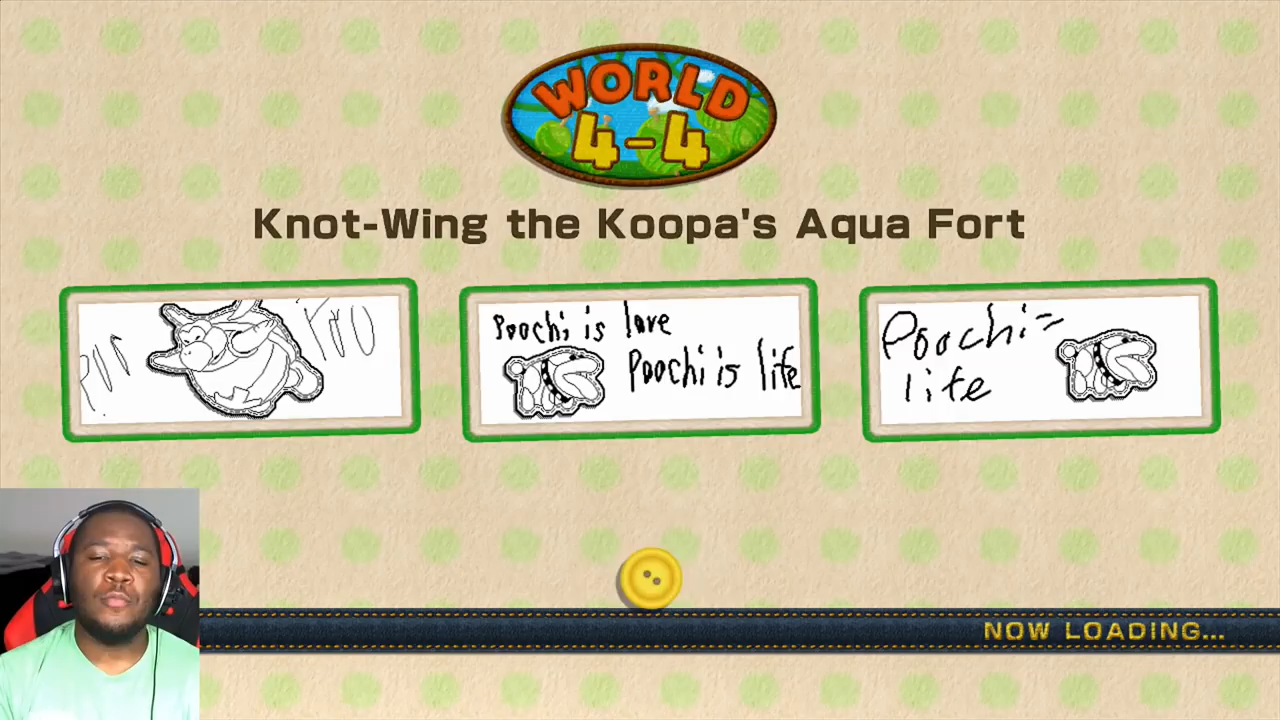 WORLD
4-4
Knot-Wing the Koopa's Aqua Fort
Poochi is love
Poochi is life
Poochi =
life
NOW LOADING...